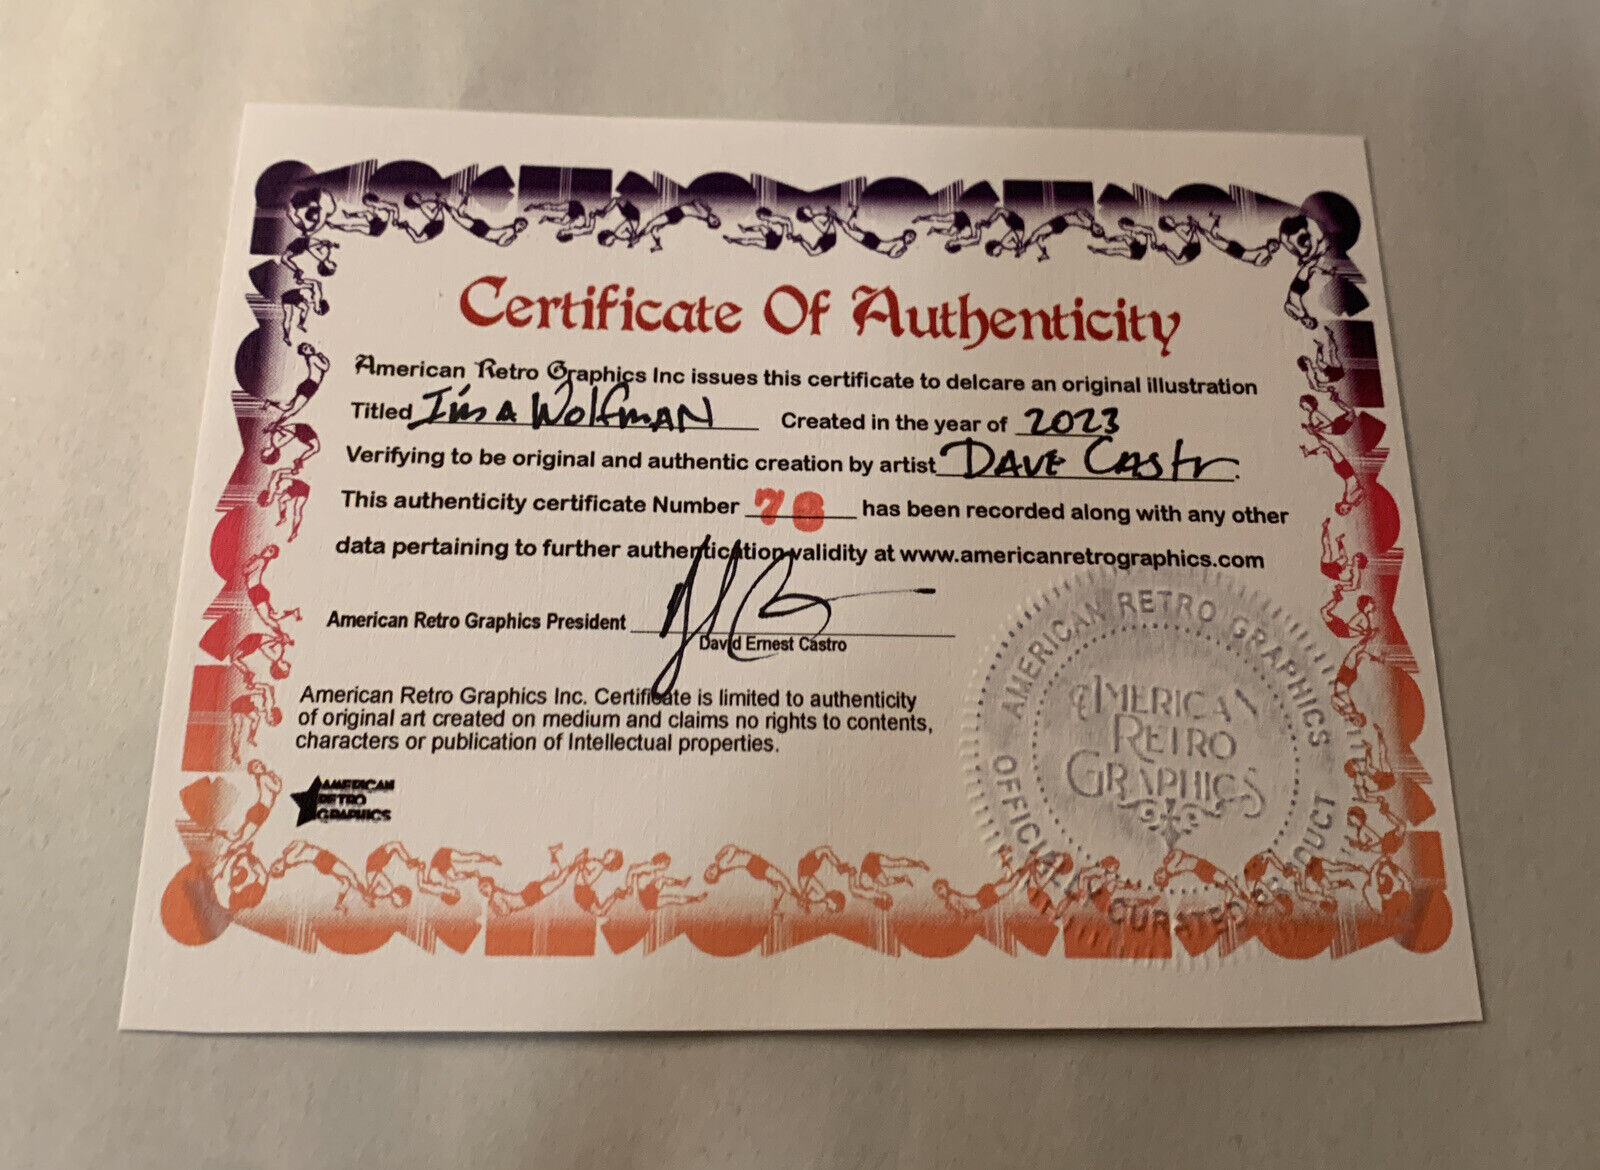 Certificate Of Authenticity
American Retro Graphics Inc issues this certificate to delcare an original illustration
Titled I'm A Wolfman Created in the year of 2023
Verifying to be original and authentic creation by artist Dave Castr.
This authenticity certificate Number 76 has been recorded along with any other
data pertaining to further authentication validity at www.americanretrographics.com
American Retro Graphics President
David Ernest Castro
American Retro Graphics Inc. Certificate is limited to authenticity
of original art created on medium and claims no rights to contents,
characters or publication of Intellectual properties.
AMERICAN
RETRO
GRAPHICS
AMERICAN RETRO GRAPHICS
AMERICAN
RETRO
GRAPHICS
OFFICIALLY CURATED PRODUCT